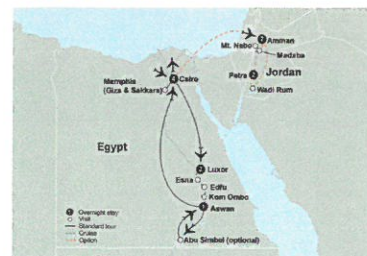 Amman
Mt. Nebo
Madaba
Memphis
(Giza & Sakkara)
Cairo
Jordan
Petra
Wadi Rum
Egypt
Luxor
Esna
Edfu
Kom Ombo
Aswan
Abu Simbel (optional)
Overnight stay
Visit
Cruise
Standard tour
Option